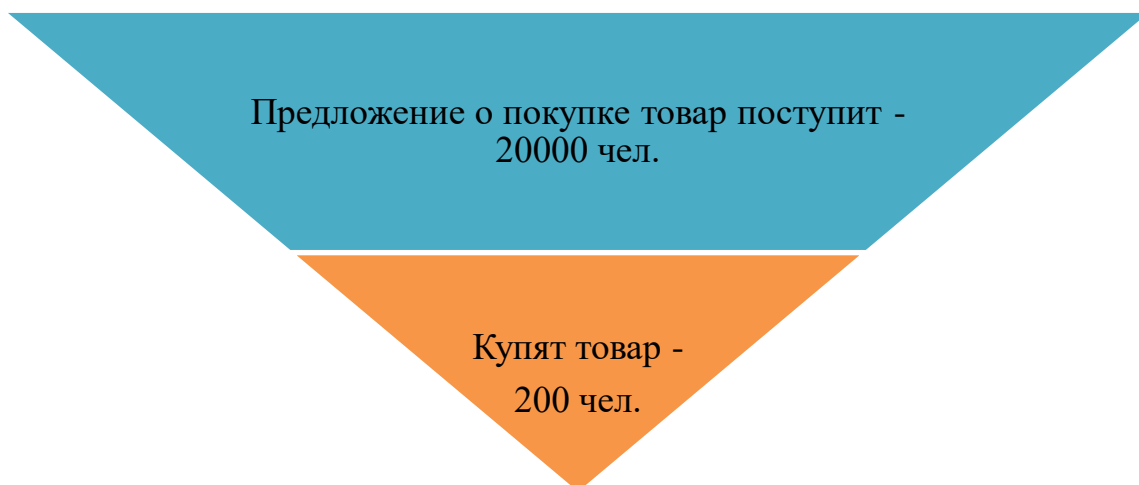 Предложение о покупке товар поступит -
20000 чел.
Купят товар -
200 чел.